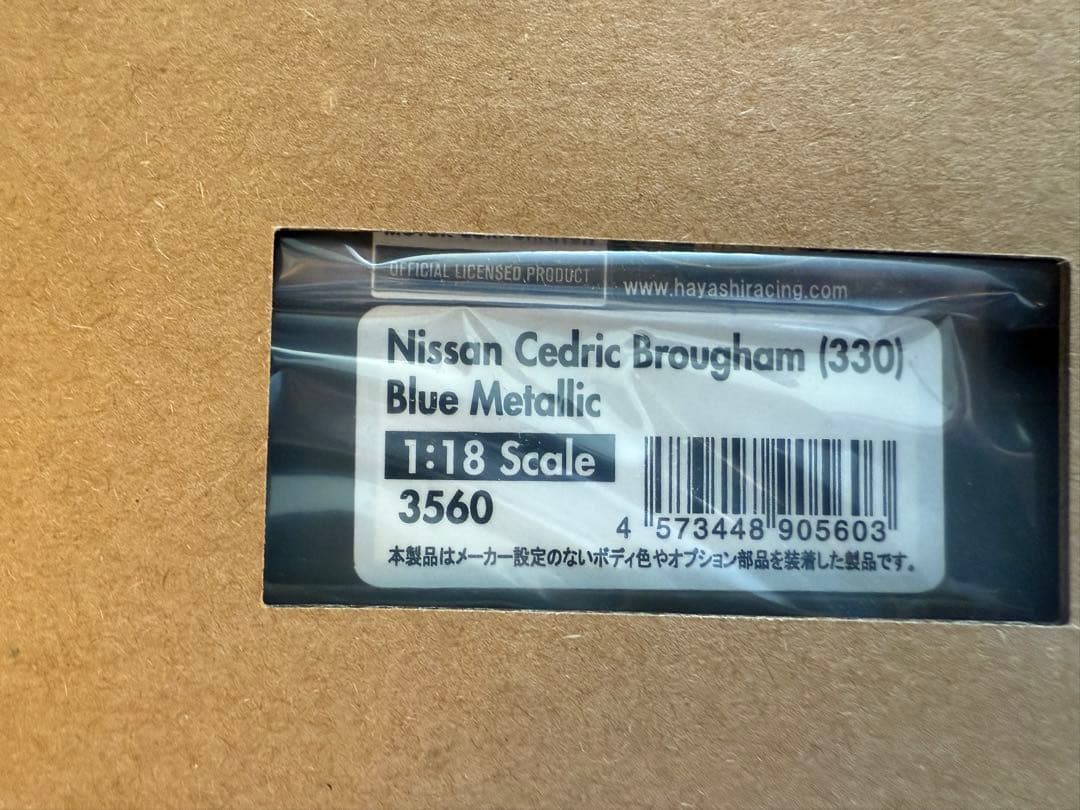 OFFICIAL LICENSED PRODUCT
www.hayashiracing.com
Nissan Cedric Brougham (330)
Blue Metallic
1:18 Scale
3560
4 573448 905603
本製品はメーカー設定のないボディ色やオプション部品を装着した製品です。